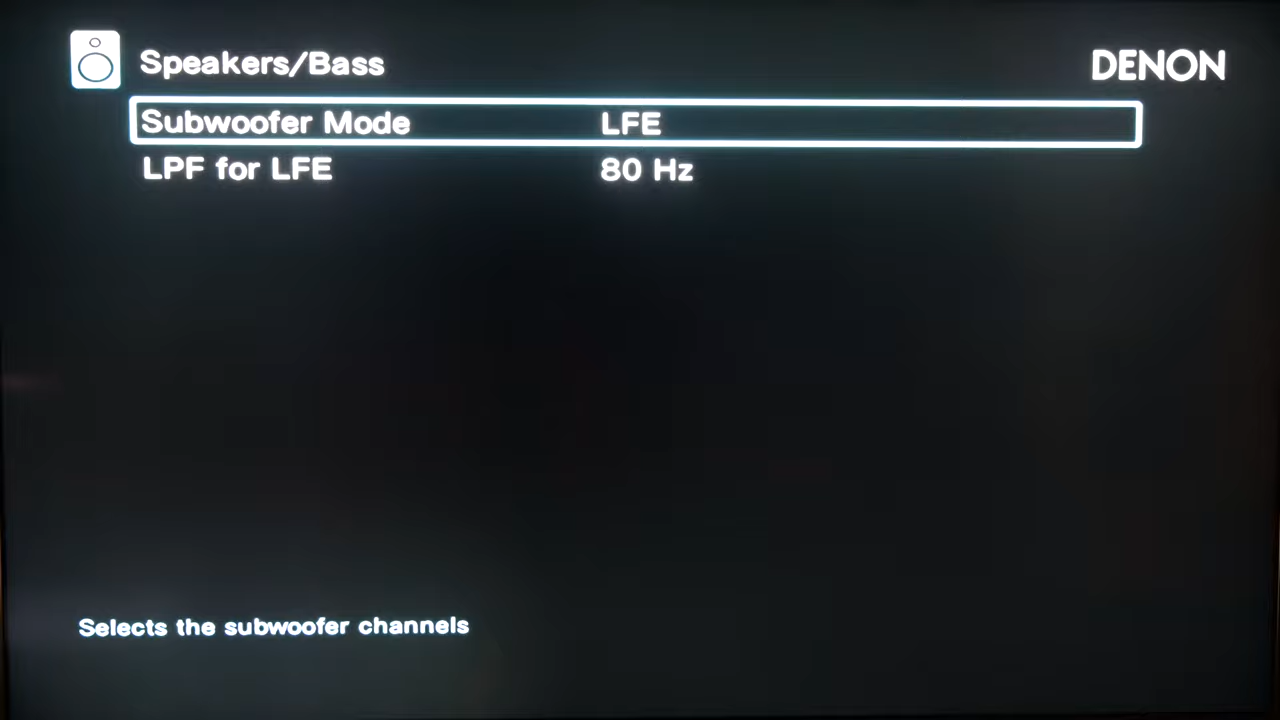 Speakers/Bass
DENON
Subwoofer Mode LFE
LPF for LFE 80 Hz
Selects the subwoofer channels